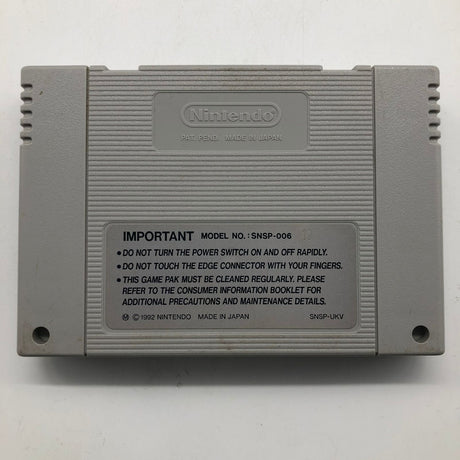 Nintendo
PAT. PEND. MADE IN JAPAN
IMPORTANT MODEL NO.: SNSP-006
• DO NOT TURN THE POWER SWITCH ON AND OFF RAPIDLY.
• DO NOT TOUCH THE EDGE CONNECTOR WITH YOUR FINGERS.
• THIS GAME PAK MUST BE CLEANED REGULARLY. PLEASE
REFER TO THE CONSUMER INFORMATION BOOKLET FOR
ADDITIONAL PRECAUTIONS AND MAINTENANCE DETAILS.
Ⓜ ©1992 NINTENDO MADE IN JAPAN SNSP-UKV